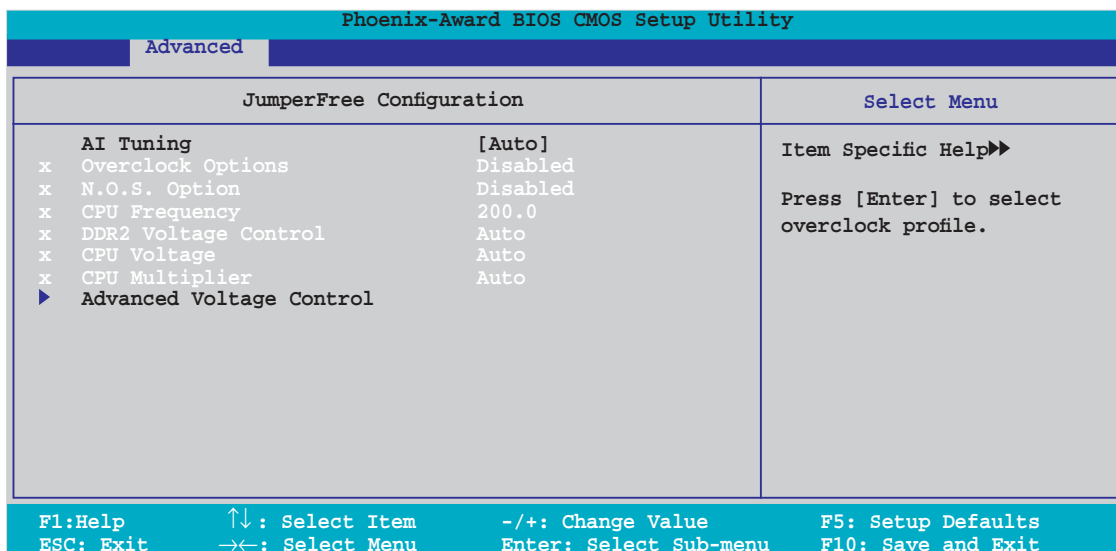 Phoenix-Award BIOS CMOS Setup Utility
Advanced
JumperFree Configuration
Select Menu
AI Tuning [Auto]
x Overclock Options Disabled
x N.O.S. Option Disabled
x CPU Frequency 200.0
x DDR2 Voltage Control Auto
x CPU Voltage Auto
x CPU Multiplier Auto
Advanced Voltage Control
Item Specific Help
Press [Enter] to select
overclock profile.
F1:Help ↑↓: Select Item -/+: Change Value F5: Setup Defaults
ESC: Exit →←: Select Menu Enter: Select Sub-menu F10: Save and Exit